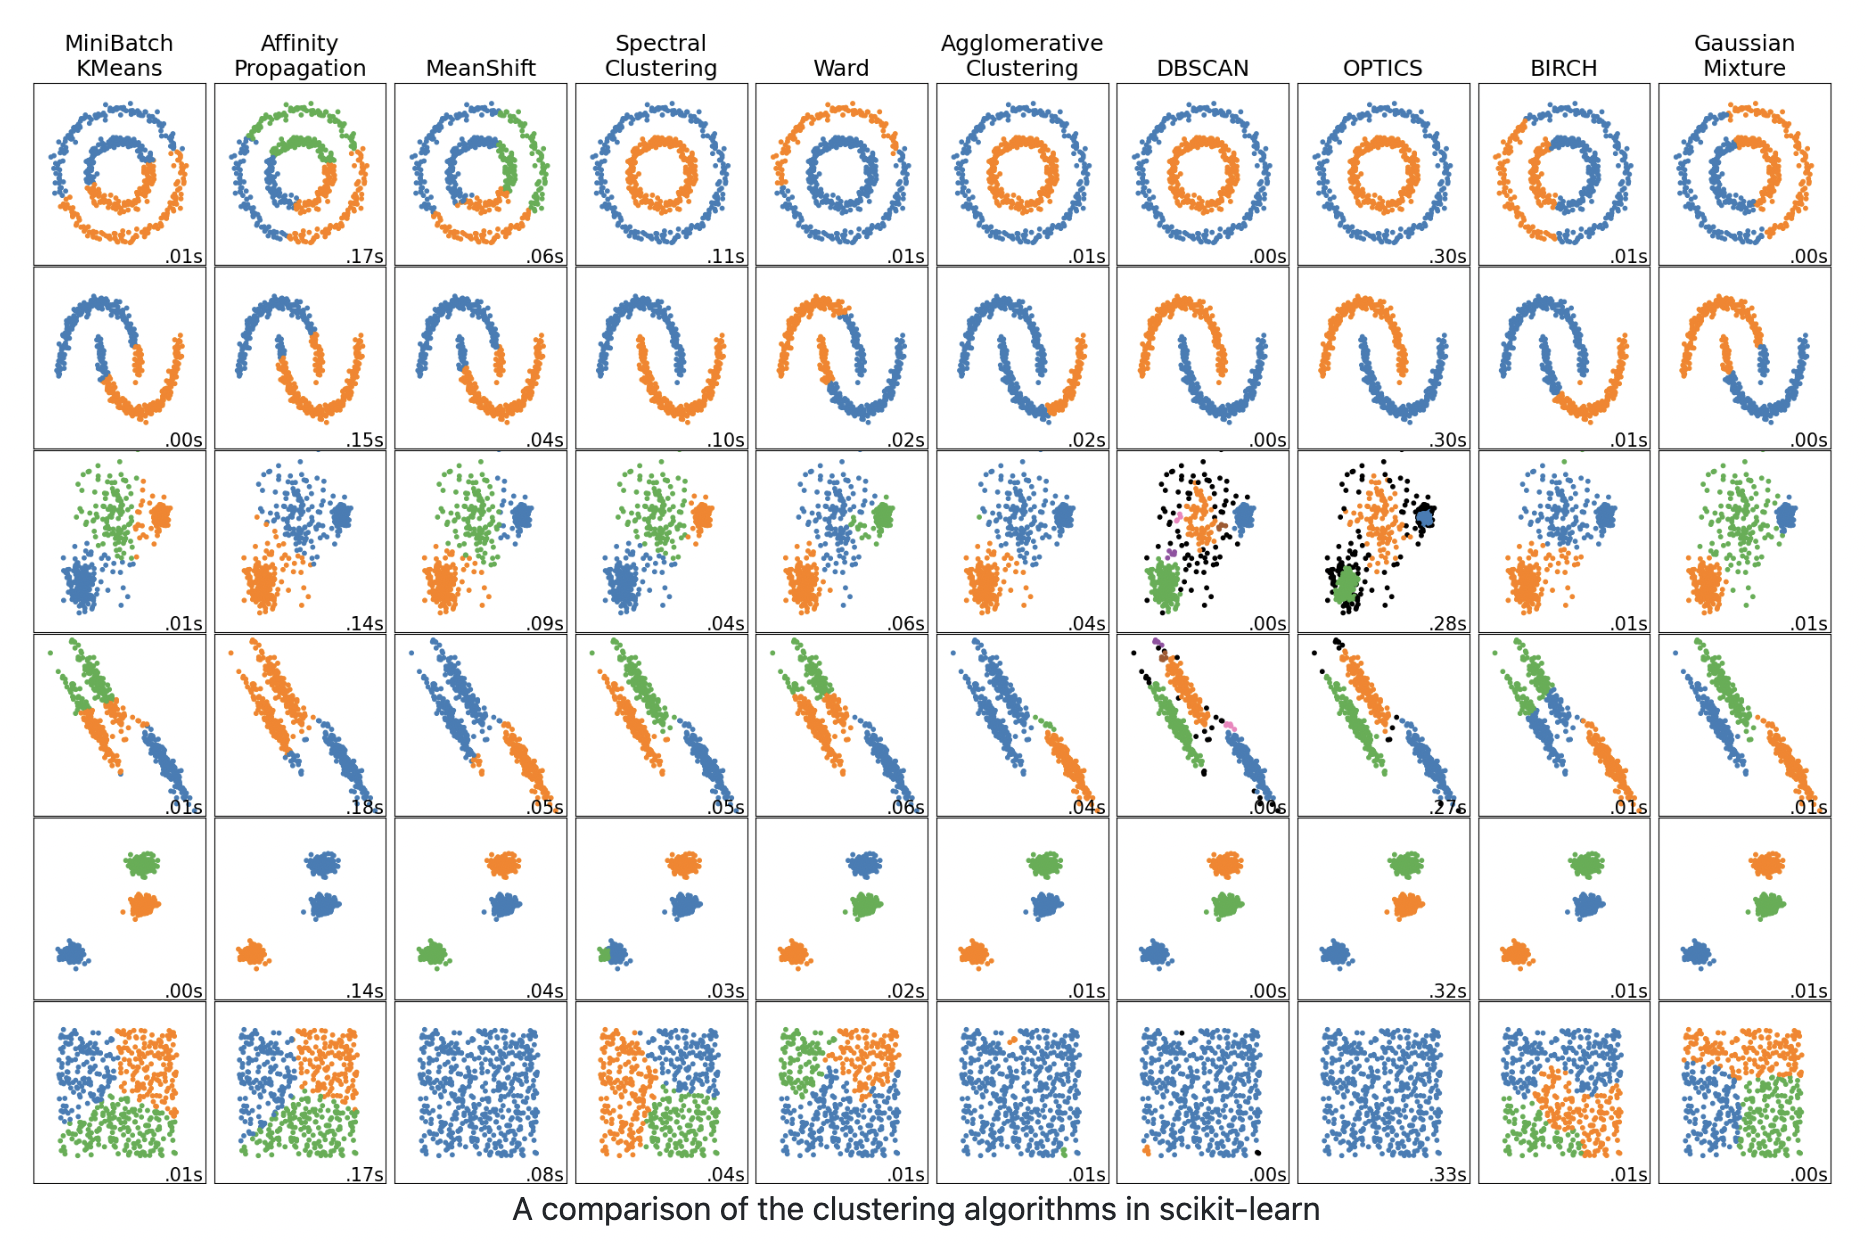 MiniBatch
KMeans
Affinity
Propagation
MeanShift
Spectral
Clustering
Ward
Agglomerative
Clustering
DBSCAN
OPTICS
BIRCH
Gaussian
Mixture
.01s
.17s
.06s
.11s
.01s
.01s
.00s
.30s
.01s
.00s
.00s
.15s
.04s
.10s
.02s
.02s
.00s
.30s
.01s
.00s
.01s
.14s
.09s
.04s
.06s
.04s
.00s
.28s
.01s
.01s
.01s
.18s
.05s
.05s
.06s
.04s
.00s
.27s
.01s
.01s
.00s
.14s
.04s
.03s
.02s
.01s
.00s
.32s
.01s
.01s
.01s
.17s
.08s
.04s
.01s
.01s
.00s
.33s
.01s
.00s
A comparison of the clustering algorithms in scikit-learn